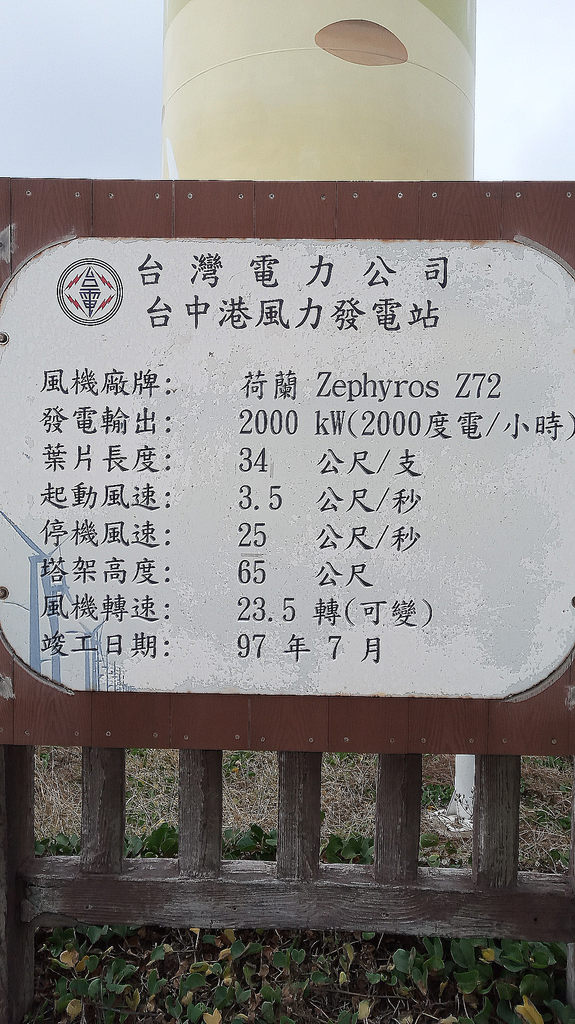 台灣電力公司
台中港風力發電站
風機廠牌: 荷蘭 Zephyros Z72
發電輸出: 2000 kW(2000度電/小時)
葉片長度: 34 公尺/支
起動風速: 3.5 公尺/秒
停機風速: 25 公尺/秒
塔架高度: 65 公尺
風機轉速: 23.5 轉(可變)
竣工日期: 97 年 7 月